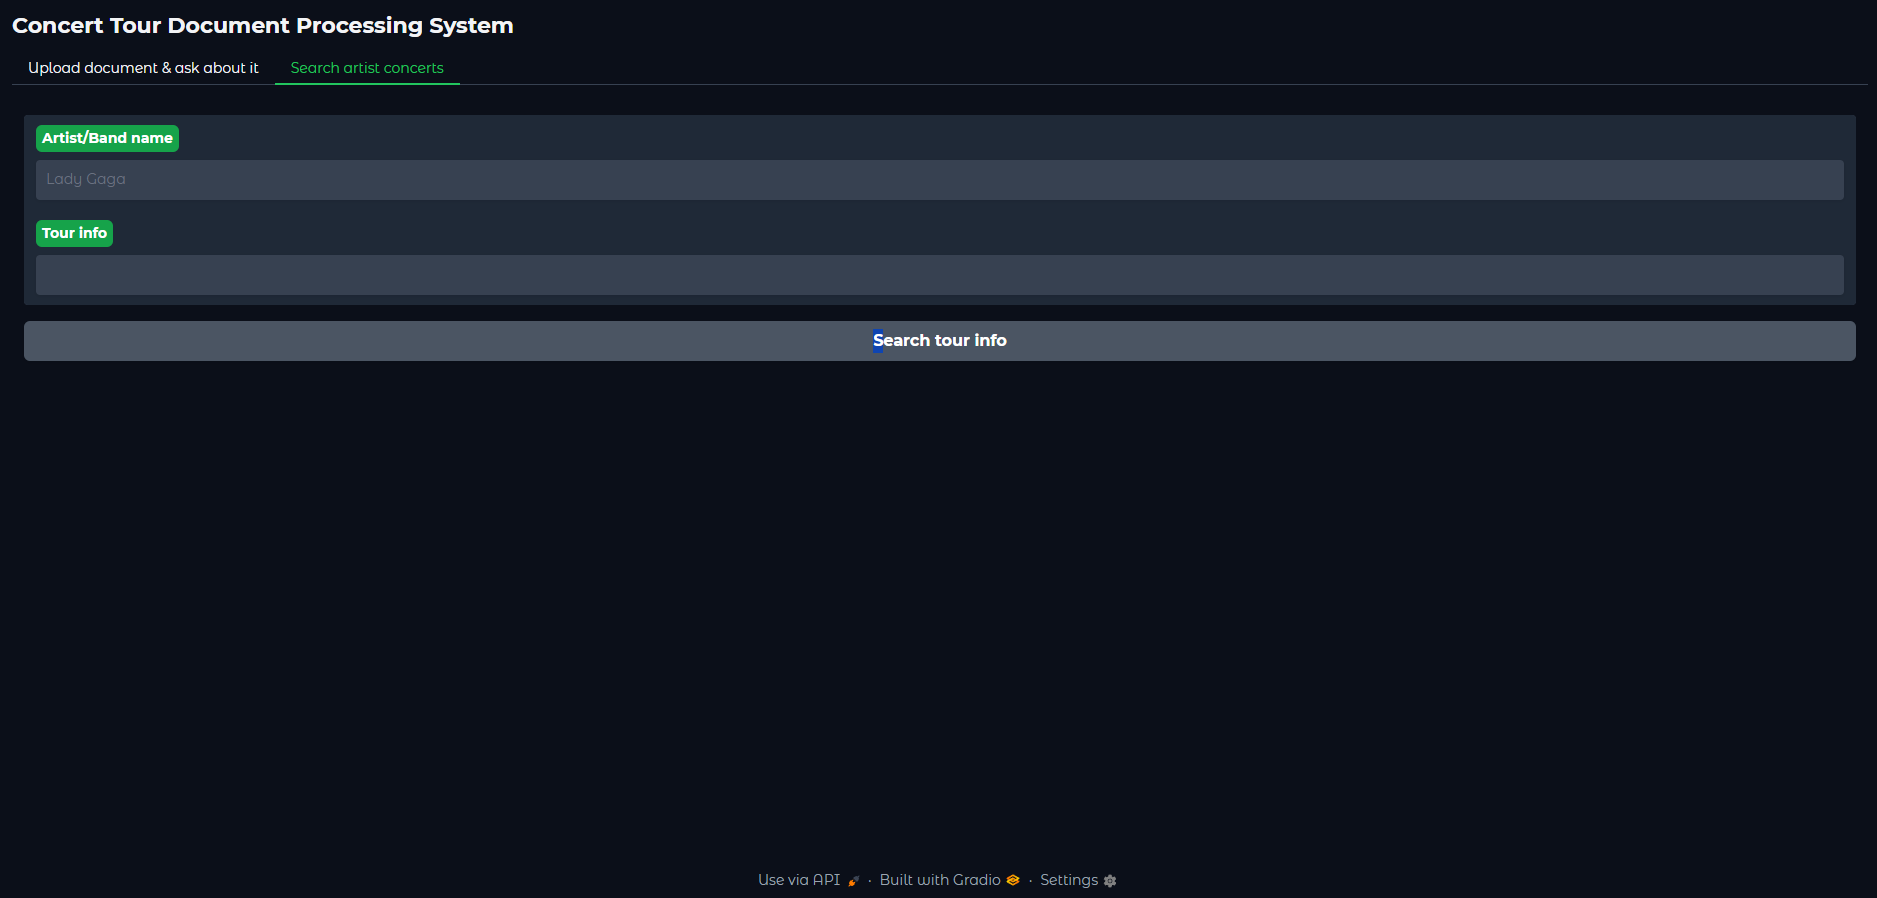 Concert Tour Document Processing System
Upload document & ask about it Search artist concerts
Artist/Band name
Lady Gaga
Tour info
Search tour info
Use via API · Built with Gradio · Settings